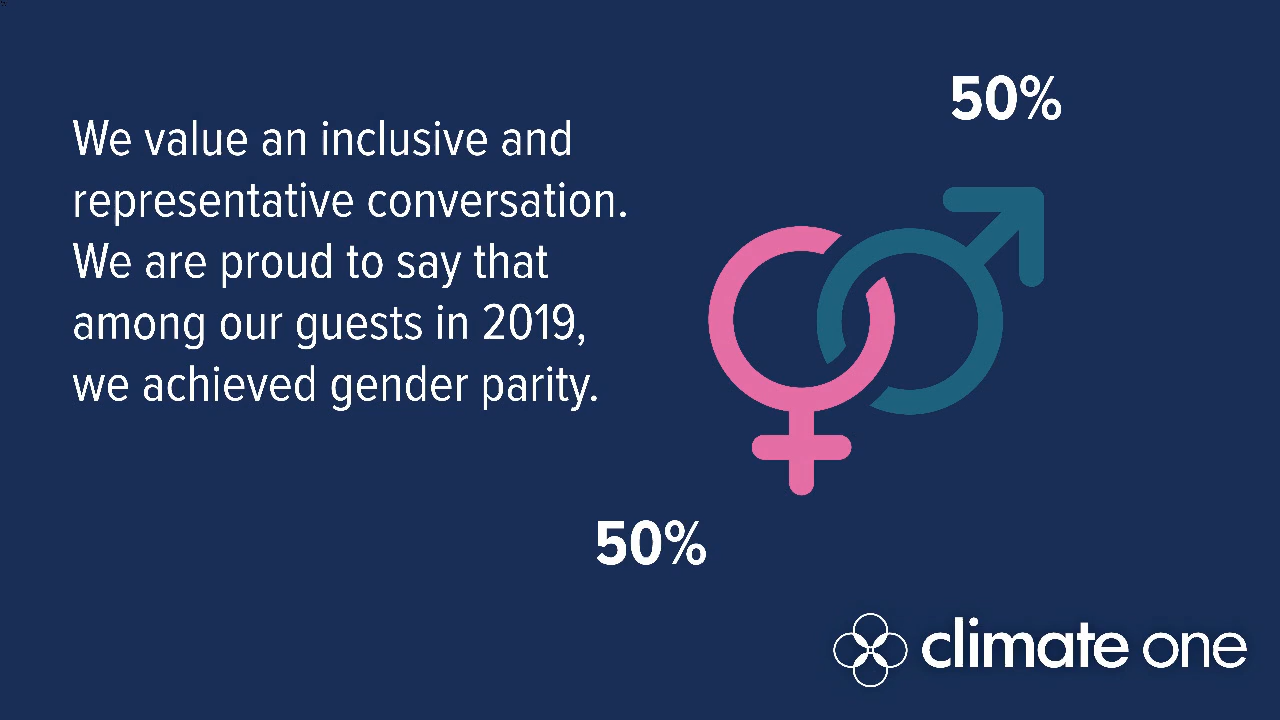 50%
We value an inclusive and
representative conversation.
We are proud to say that
among our guests in 2019,
we achieved gender parity.
50%
climate one